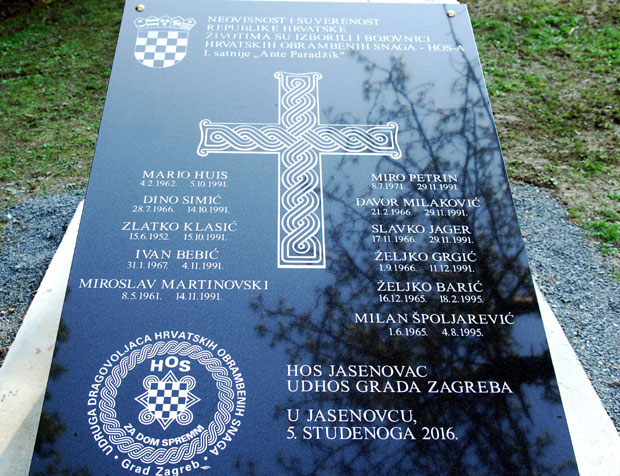 NEOVISNOST I SUVERENOST
REPUBLIKE HRVATSKE
ŽIVOTIMA SU IZBORILI I BOJOVNICI
HRVATSKIH OBRAMBENIH SNAGA - HOS-A
I. satnije „Ante Paradžik"
MARIO HUIS
4.2.1962. 5.10.1991.
DINO SIMIĆ
28.7.1966. 14.10.1991.
ZLATKO KLASIĆ
15.6.1952. 15.10.1991.
IVAN BEBIĆ
31.1.1967. 4.11.1991.
MIROSLAV MARTINOVSKI
8.5.1961. 14.11.1991.
MIRO PETRIN
8.7.1971. 29.11.1991.
DAVOR MILAKOVIĆ
21.2.1966. 29.11.1991.
SLAVKO JAGER
17.11.1966. 29.11.1991.
ŽELJKO GRGIĆ
1.9.1966. 11.12.1991.
ŽELJKO BARIĆ
16.12.1965. 18.2.1995.
MILAN ŠPOLJAREVIĆ
1.6.1965. 4.8.1995.
UDRUGA DRAGOVOLJACA HRVATSKIH OBRAMBENIH SNAGA
HOS
ZA DOM SPREMNI
· Grad Zagreb ·
HOS JASENOVAC
UDHOS GRADA ZAGREBA
U JASENOVCU,
5. STUDENOGA 2016.